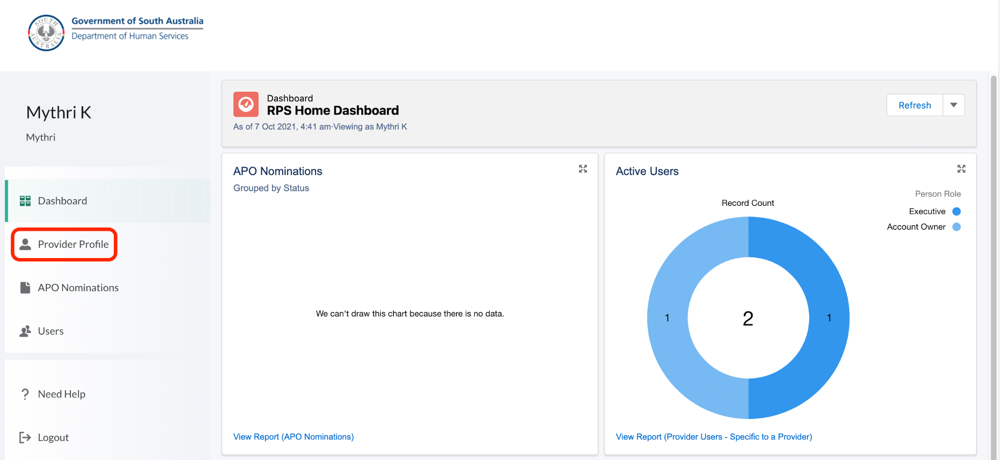 SOUTH
AUSTRALIA
Government of South Australia
Department of Human Services
Mythri K
Mythri
Dashboard
Provider Profile
APO Nominations
Users
Need Help
Logout
Dashboard
RPS Home Dashboard
As of 7 Oct 2021, 4:41 am·Viewing as Mythri K
Refresh
APO Nominations
Grouped by Status
We can't draw this chart because there is no data.
View Report (APO Nominations)
Active Users
Person Role
Executive
Account Owner
Record Count
1
2
1
View Report (Provider Users - Specific to a Provider)